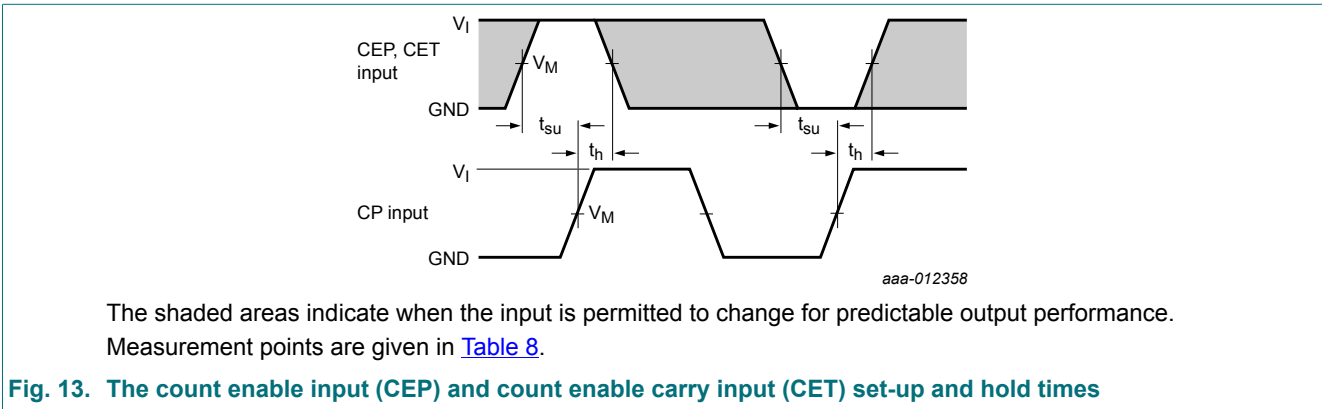 VI
CEP, CET
input
VM
GND
tsu
tsu
th
th
VI
CP input
VM
GND
aaa-012358
The shaded areas indicate when the input is permitted to change for predictable output performance.
Measurement points are given in Table 8.
Fig. 13. The count enable input (CEP) and count enable carry input (CET) set-up and hold times